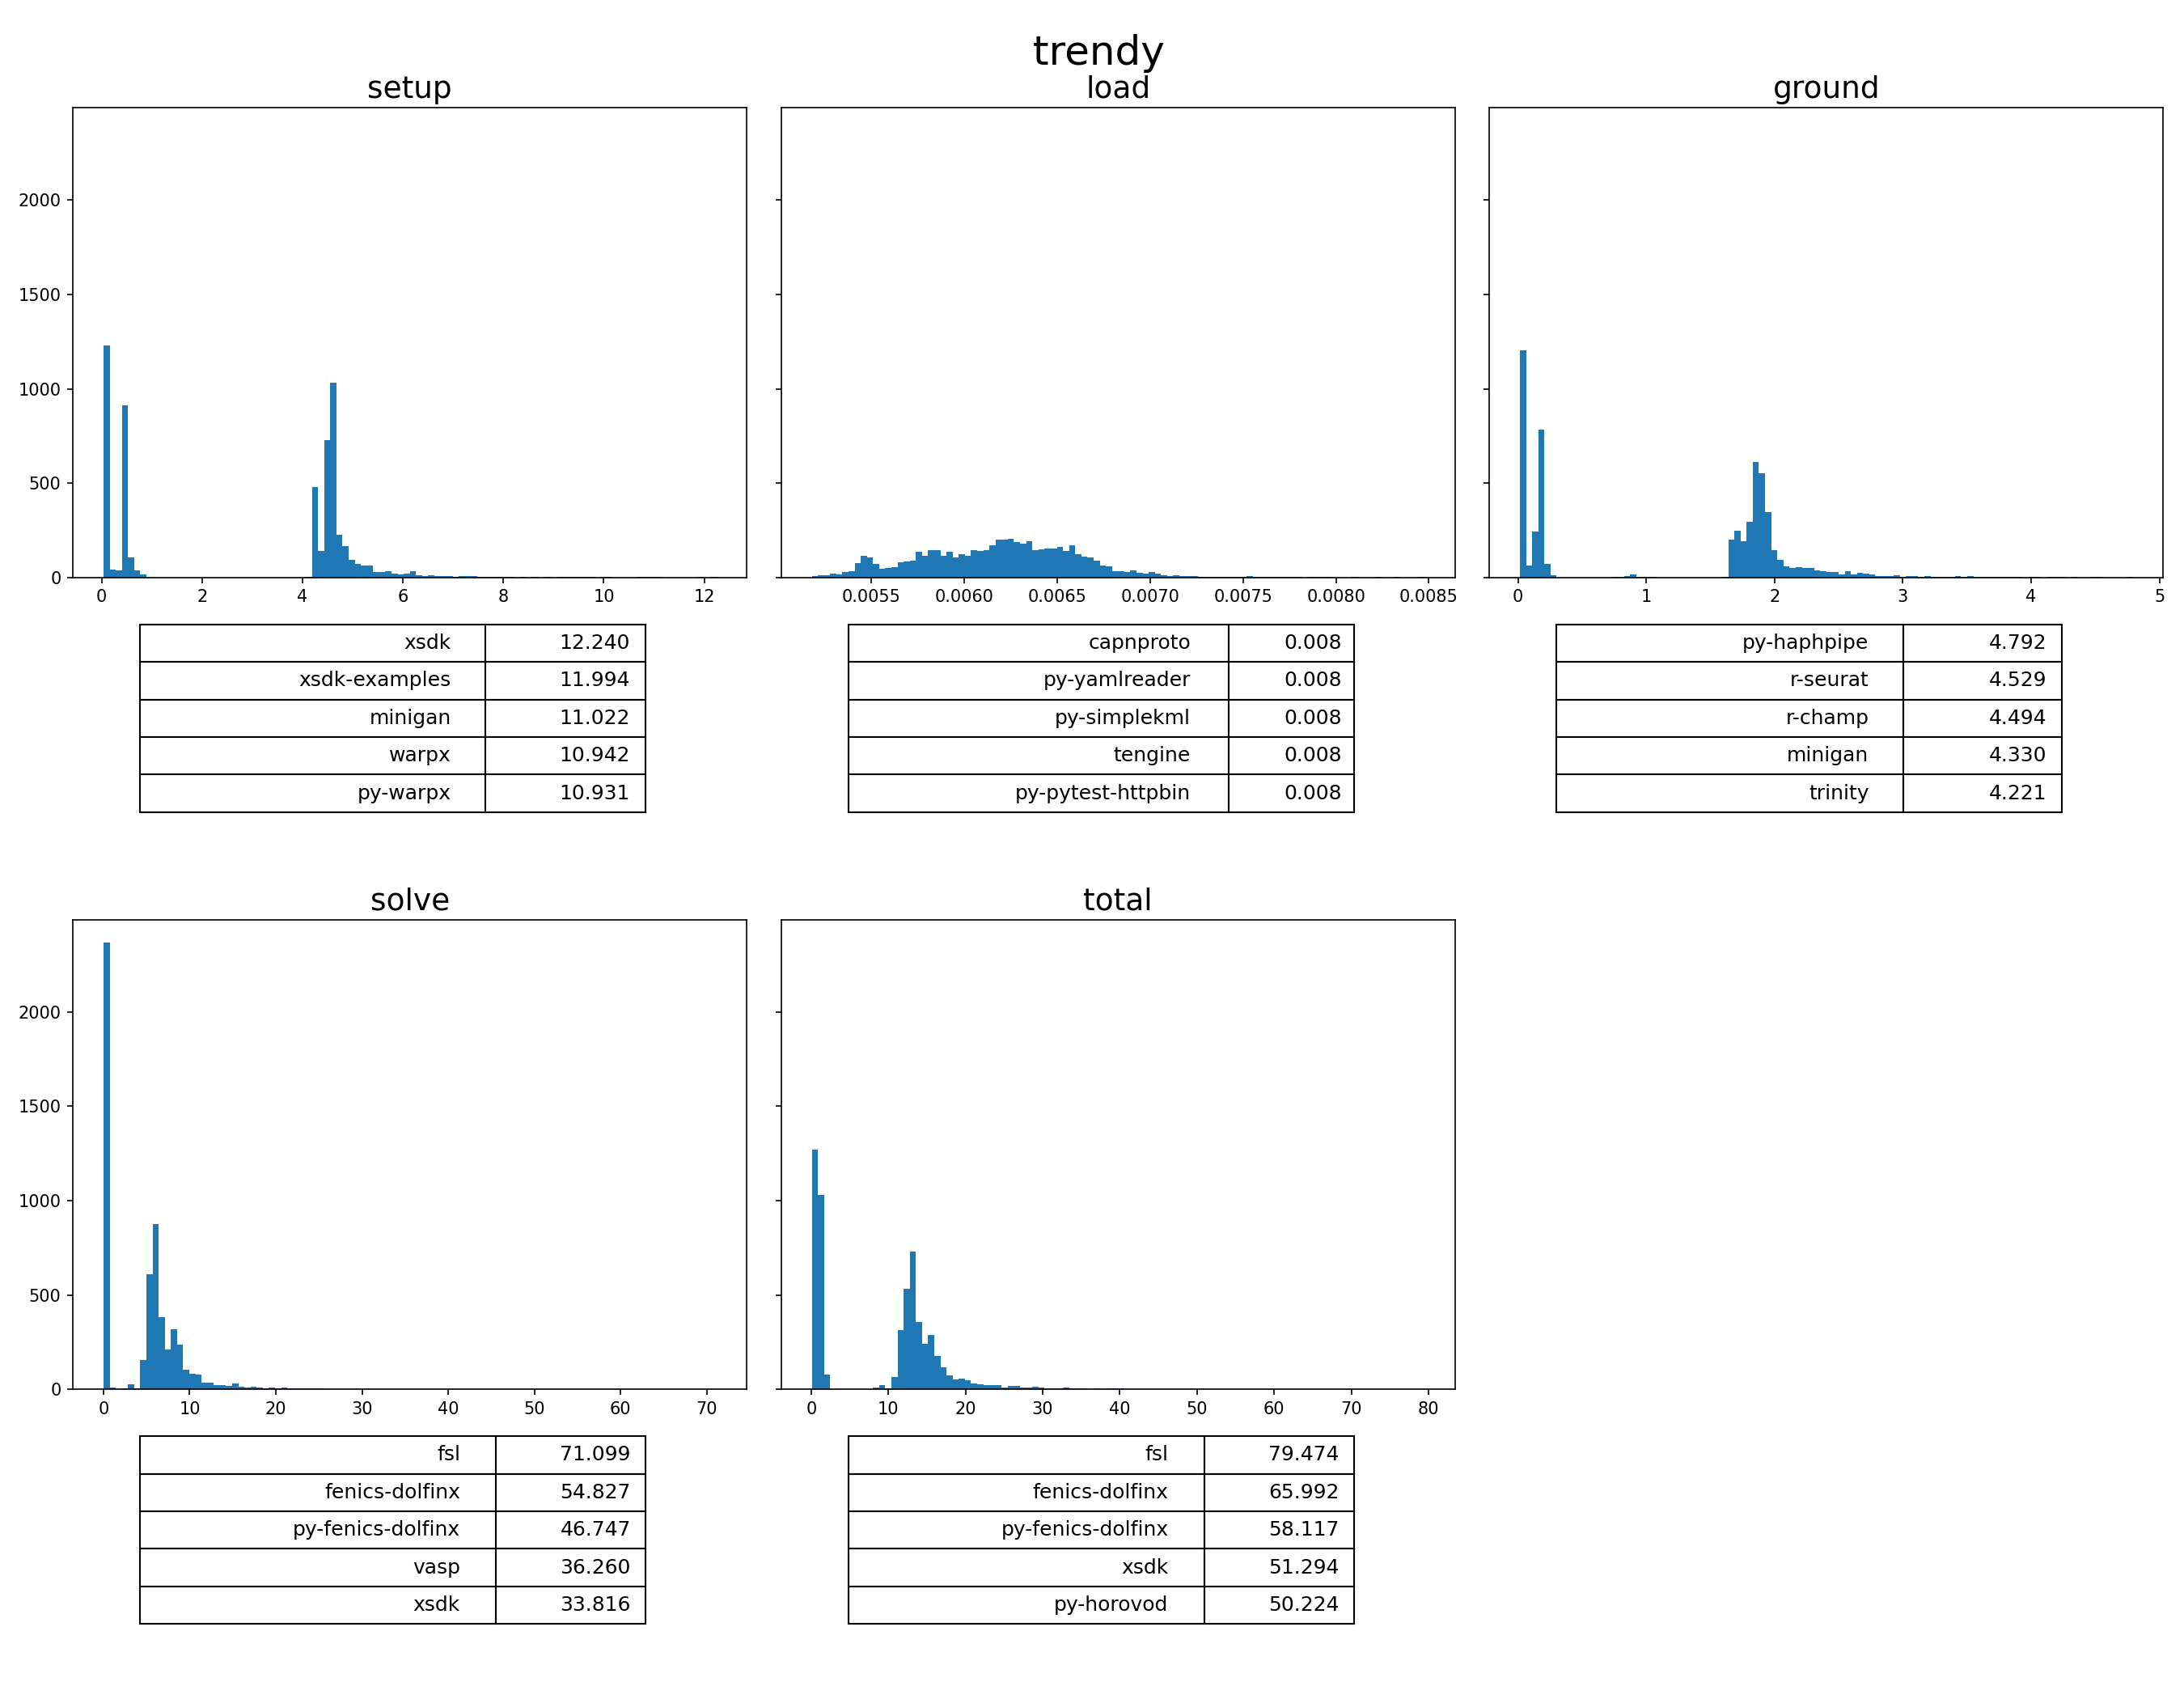 trendy
setup load ground
2000
1500
1000
500
0
0 2 4 6 8 10 12
0.0055 0.0060 0.0065 0.0070 0.0075 0.0080 0.0085
0 1 2 3 4 5
xsdk 12.240
xsdk-examples 11.994
minigan 11.022
warpx 10.942
py-warpx 10.931
capnproto 0.008
py-yamlreader 0.008
py-simplekml 0.008
tengine 0.008
py-pytest-httpbin 0.008
py-haphpipe 4.792
r-seurat 4.529
r-champ 4.494
minigan 4.330
trinity 4.221
solve total
2000
1500
1000
500
0
0 10 20 30 40 50 60 70
0 10 20 30 40 50 60 70 80
fsl 71.099
fenics-dolfinx 54.827
py-fenics-dolfinx 46.747
vasp 36.260
xsdk 33.816
fsl 79.474
fenics-dolfinx 65.992
py-fenics-dolfinx 58.117
xsdk 51.294
py-horovod 50.224